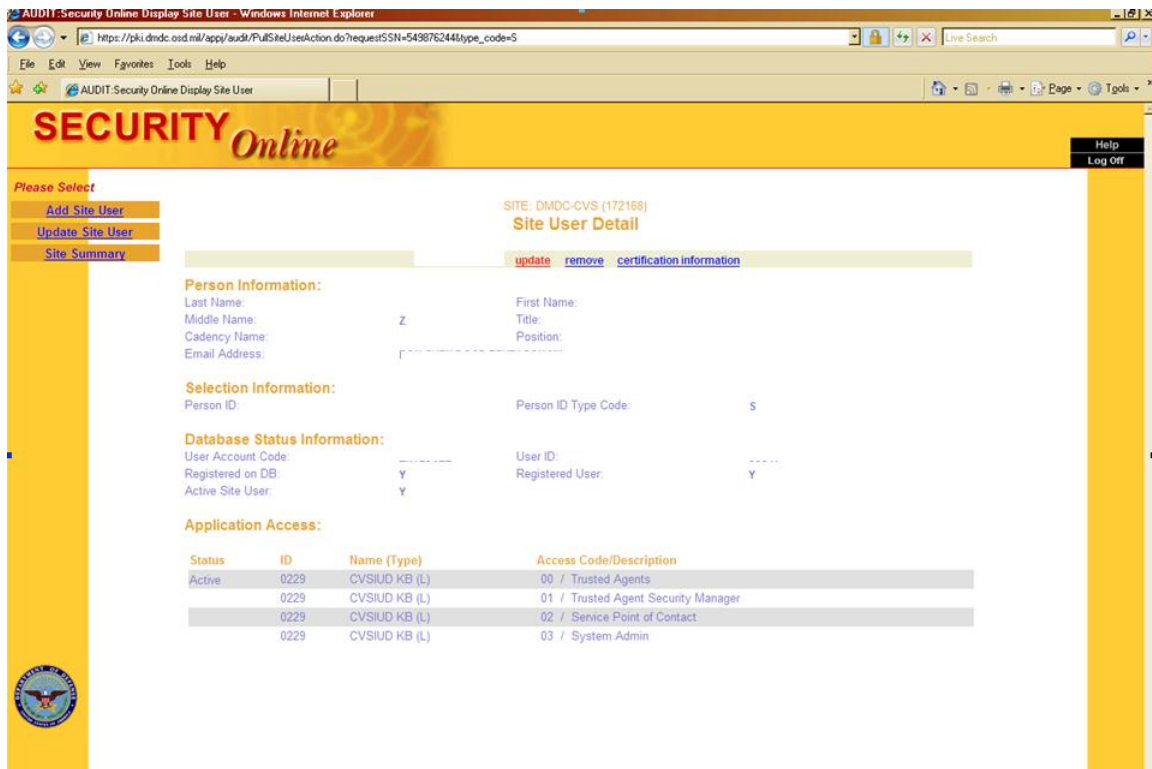 AUDIT:Security Online Display Site User - Windows Internet Explorer
https://pki.dmdc.osd.mil/appj/audit/PullSiteUserAction.do?requestSSN=549876244&type_code=S
Live Search
File Edit View Favorites Tools Help
AUDIT:Security Online Display Site User
Page Tools
SECURITY Online
Help
Log Off
Please Select
Add Site User
Update Site User
Site Summary
SITE: DMDC-CVS (172168)
Site User Detail
update remove certification information
Person Information:
Last Name: First Name:
Middle Name: Z Title:
Cadency Name: Position:
Email Address:
Selection Information:
Person ID: Person ID Type Code: S
Database Status Information:
User Account Code: User ID:
Registered on DB: Y Registered User: Y
Active Site User: Y
Application Access:
Status ID Name (Type) Access Code/Description
Active 0229 CVSIUD KB (L) 00 / Trusted Agents
0229 CVSIUD KB (L) 01 / Trusted Agent Security Manager
0229 CVSIUD KB (L) 02 / Service Point of Contact
0229 CVSIUD KB (L) 03 / System Admin